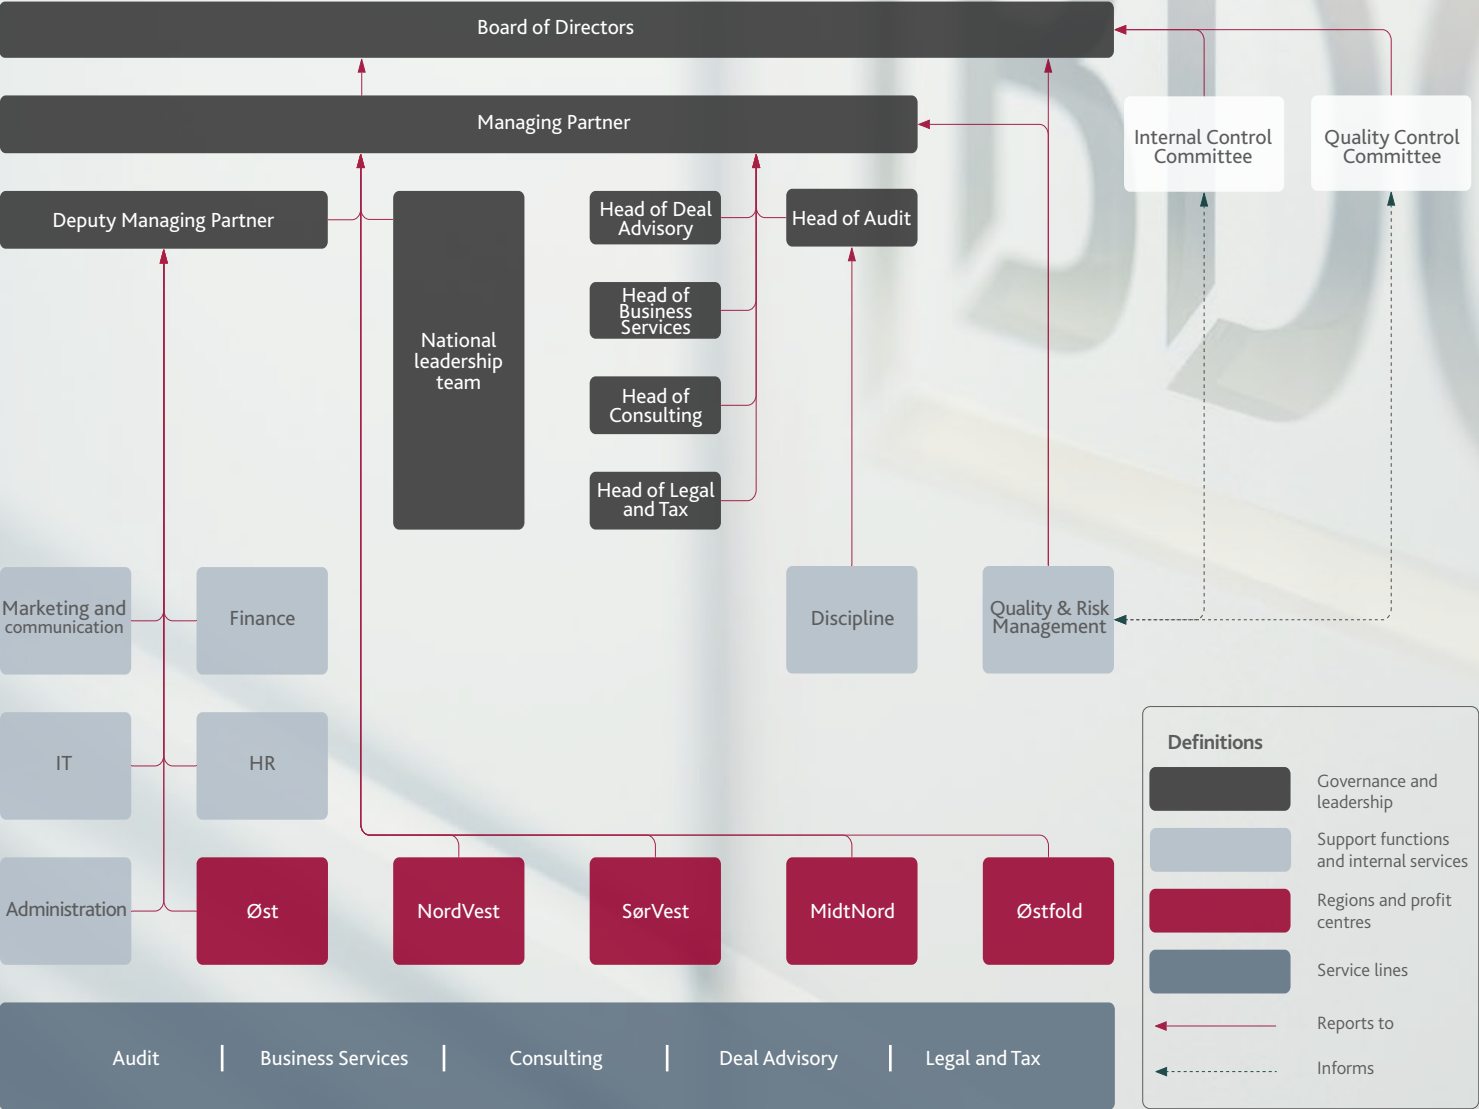 Board of Directors
Managing Partner
Internal Control
Committee
Quality Control
Committee
Deputy Managing Partner
National
leadership
team
Head of Deal
Advisory
Head of Audit
Head of
Business
Services
Head of
Consulting
Head of Legal
and Tax
Marketing and
communication
Finance
Discipline
Quality & Risk
Management
IT
HR
Administration
Øst
NordVest
SørVest
MidtNord
Østfold
Audit | Business Services | Consulting | Deal Advisory | Legal and Tax
Definitions
Governance and
leadership
Support functions
and internal services
Regions and profit
centres
Service lines
Reports to
Informs